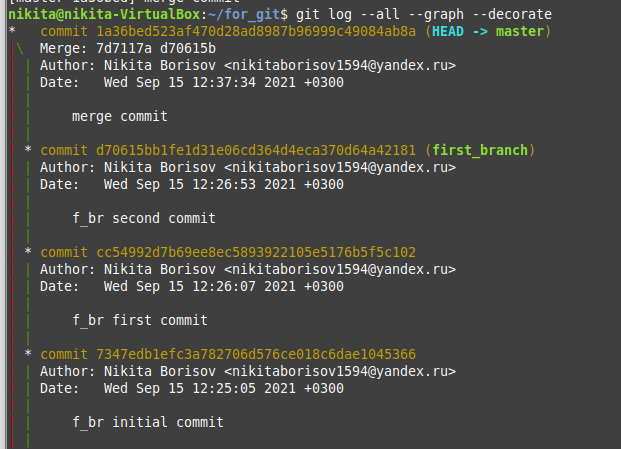 [master 1a36bed] merge commit
nikita@nikita-VirtualBox:~/for_git$ git log --all --graph --decorate
*   commit 1a36bed523af470d28ad8987b96999c49084ab8a (HEAD -> master)
|\  Merge: 7d7117a d70615b
| | Author: Nikita Borisov <nikitaborisov1594@yandex.ru>
| | Date:   Wed Sep 15 12:37:34 2021 +0300
| |
| |     merge commit
| |
| * commit d70615bb1fe1d31e06cd364d4eca370d64a42181 (first_branch)
| | Author: Nikita Borisov <nikitaborisov1594@yandex.ru>
| | Date:   Wed Sep 15 12:26:53 2021 +0300
| |
| |     f_br second commit
| |
| * commit cc54992d7b69ee8ec5893922105e5176b5f5c102
| | Author: Nikita Borisov <nikitaborisov1594@yandex.ru>
| | Date:   Wed Sep 15 12:26:07 2021 +0300
| |
| |     f_br first commit
| |
| * commit 7347edb1efc3a782706d576ce018c6dae1045366
| | Author: Nikita Borisov <nikitaborisov1594@yandex.ru>
| | Date:   Wed Sep 15 12:25:05 2021 +0300
| |
| |     f_br initial commit
| |